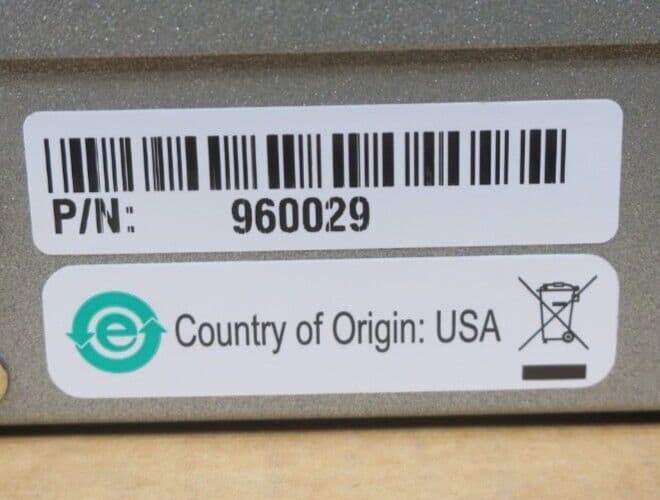 P/N: 960029
e Country of Origin: USA